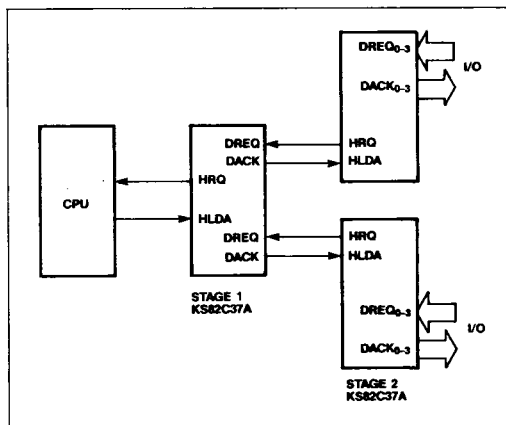 DREQ0-3
I/O
DACK0-3
HRQ
HLDA
CPU
DREQ
DACK
HRQ
HLDA
DREQ
DACK
STAGE 1
KS82C37A
HRQ
HLDA
DREQ0-3
I/O
DACK0-3
STAGE 2
KS82C37A